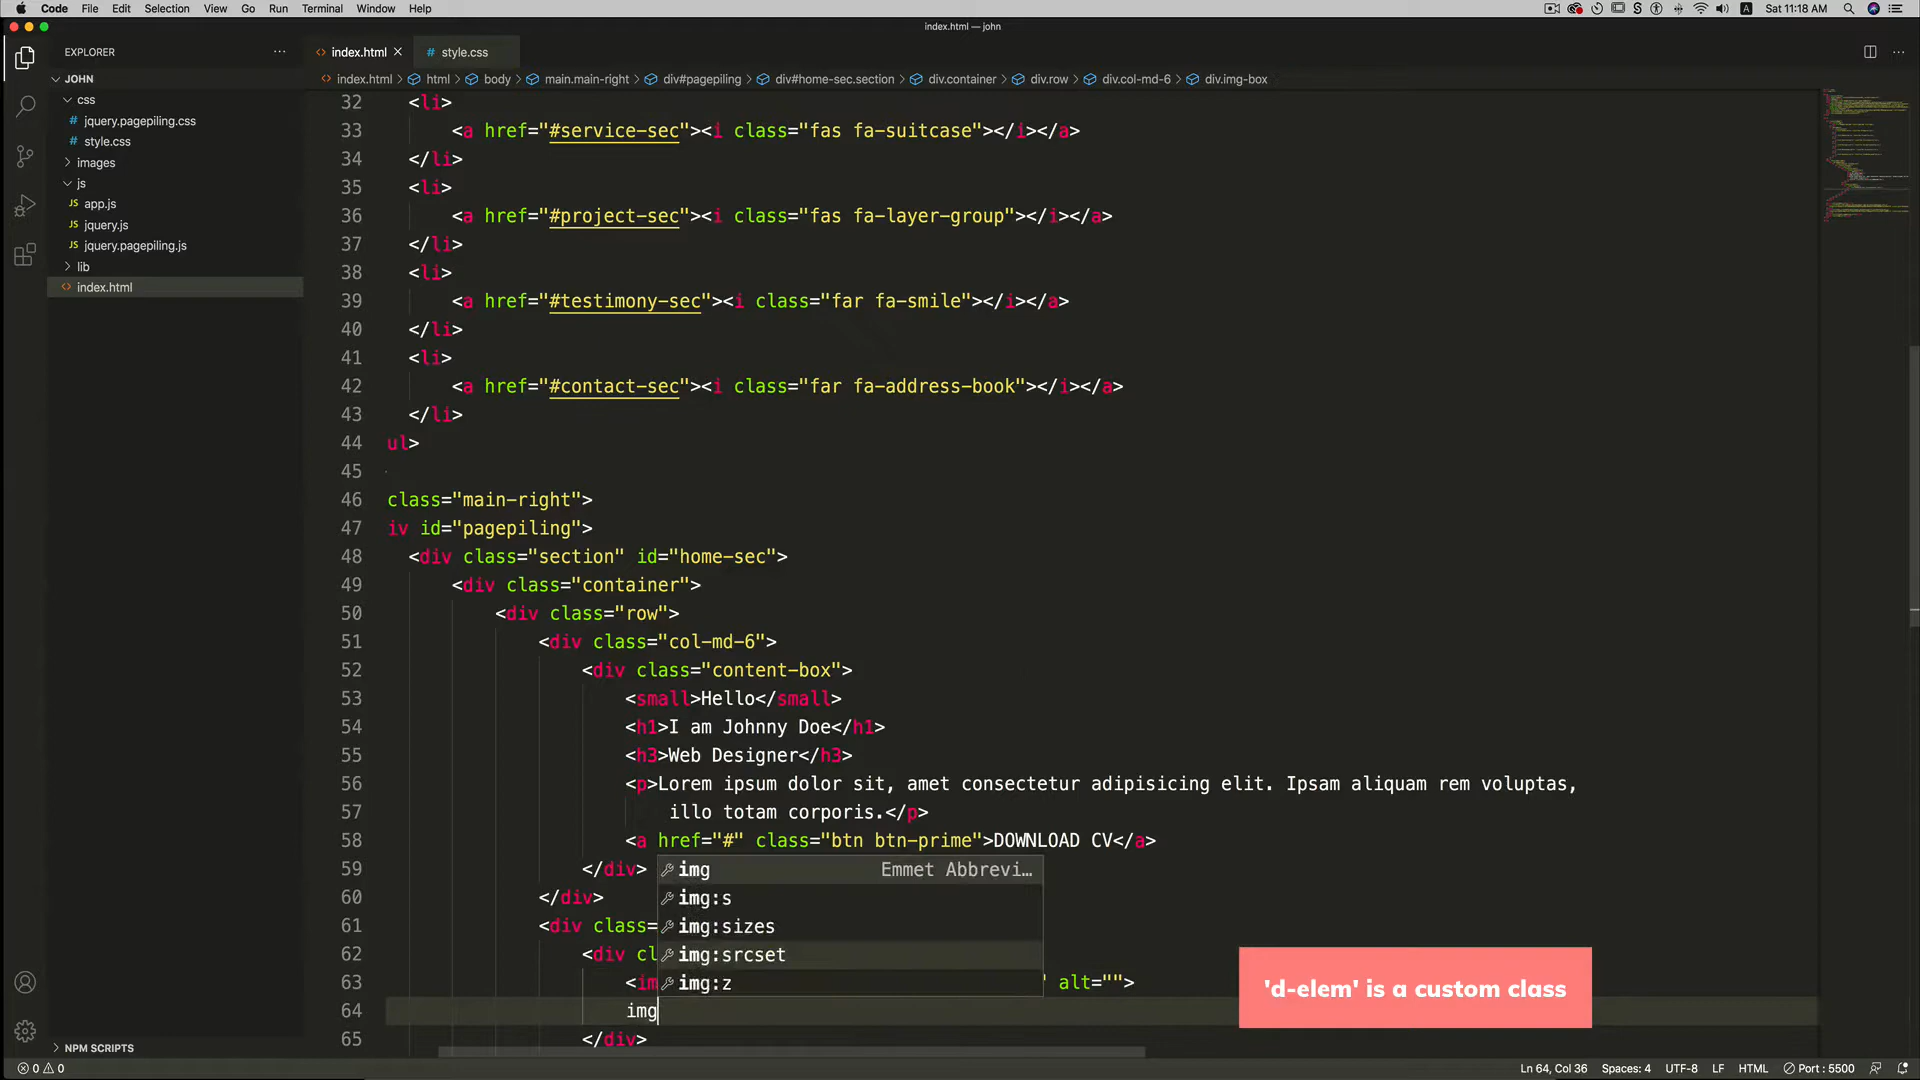 Code File Edit Selection View Go Run Terminal Window Help
Sat 11:18 AM
index.html — john
EXPLORER
index.html
style.css
index.html > html > body > main.main-right > div#pagepiling > div#home-sec.section > div.container > div.row > div.col-md-6 > div.img-box
JOHN
css
jquery.pagepiling.css
style.css
images
js
JS app.js
JS jquery.js
JS jquery.pagepiling.js
lib
index.html
NPM SCRIPTS
32 <li>
33 <a href="#service-sec"><i class="fas fa-suitcase"></i></a>
34 </li>
35 <li>
36 <a href="#project-sec"><i class="fas fa-layer-group"></i></a>
37 </li>
38 <li>
39 <a href="#testimony-sec"><i class="far fa-smile"></i></a>
40 </li>
41 <li>
42 <a href="#contact-sec"><i class="far fa-address-book"></i></a>
43 </li>
44 ul>
45
46 class="main-right">
47 iv id="pagepiling">
48 <div class="section" id="home-sec">
49 <div class="container">
50 <div class="row">
51 <div class="col-md-6">
52 <div class="content-box">
53 <small>Hello</small>
54 <h1>I am Johnny Doe</h1>
55 <h3>Web Designer</h3>
56 <p>Lorem ipsum dolor sit, amet consectetur adipisicing elit. Ipsam aliquam rem voluptas,
57 illo totam corporis.</p>
58 <a href="#" class="btn btn-prime">DOWNLOAD CV</a>
59 </div>
60 </div>
61 <div class=
62 <div cl
63 <im " alt="">
64 img
65 </div>
img Emmet Abbrevi...
img:s
img:sizes
img:srcset
img:z
'd-elem' is a custom class
0 0
Ln 64, Col 36 Spaces: 4 UTF-8 LF HTML Port : 5500